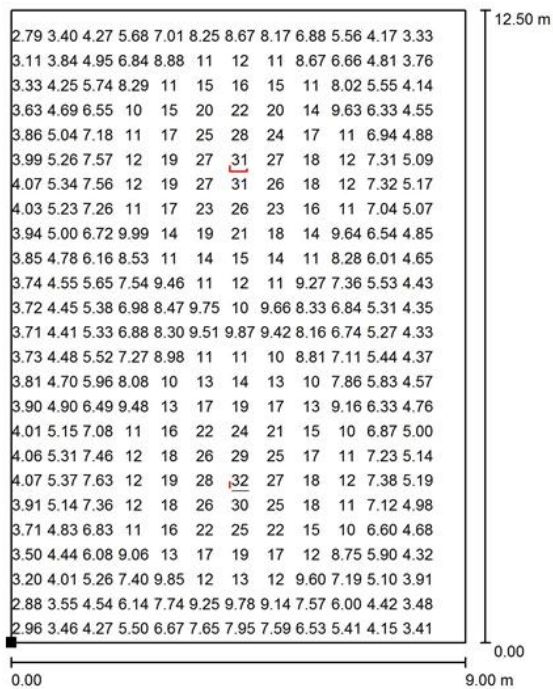 12.50 m
2.79 3.40 4.27 5.68 7.01 8.25 8.67 8.17 6.88 5.56 4.17 3.33
3.11 3.84 4.95 6.84 8.88 11 12 11 8.67 6.66 4.81 3.76
3.33 4.25 5.74 8.29 11 15 16 15 11 8.02 5.55 4.14
3.63 4.69 6.55 10 15 20 22 20 14 9.63 6.33 4.55
3.86 5.04 7.18 11 17 25 28 24 17 11 6.94 4.88
3.99 5.26 7.57 12 19 27 31 27 18 12 7.31 5.09
4.07 5.34 7.56 12 19 27 31 26 18 12 7.32 5.17
4.03 5.23 7.26 11 17 23 26 23 16 11 7.04 5.07
3.94 5.00 6.72 9.99 14 19 21 18 14 9.64 6.54 4.85
3.85 4.78 6.16 8.53 11 14 15 14 11 8.28 6.01 4.65
3.74 4.55 5.65 7.54 9.46 11 12 11 9.27 7.36 5.53 4.43
3.72 4.45 5.38 6.98 8.47 9.75 10 9.66 8.33 6.84 5.31 4.35
3.71 4.41 5.33 6.88 8.30 9.51 9.87 9.42 8.16 6.74 5.27 4.33
3.73 4.48 5.52 7.27 8.98 11 11 10 8.81 7.11 5.44 4.37
3.81 4.70 5.96 8.08 10 13 14 13 10 7.86 5.83 4.57
3.90 4.90 6.49 9.48 13 17 19 17 13 9.16 6.33 4.76
4.01 5.15 7.08 11 16 22 24 21 15 10 6.87 5.00
4.06 5.31 7.46 12 18 26 29 25 17 11 7.23 5.14
4.07 5.37 7.63 12 19 28 32 27 18 12 7.38 5.19
3.91 5.14 7.36 12 18 26 30 25 18 11 7.12 4.98
3.71 4.83 6.83 11 16 22 25 22 15 10 6.60 4.68
3.50 4.44 6.08 9.06 13 17 19 17 12 8.75 5.90 4.32
3.20 4.01 5.26 7.40 9.85 12 13 12 9.60 7.19 5.10 3.91
2.88 3.55 4.54 6.14 7.74 9.25 9.78 9.14 7.57 6.00 4.42 3.48
2.96 3.46 4.27 5.50 6.67 7.65 7.95 7.59 6.53 5.41 4.15 3.41
0.00
0.00 9.00 m